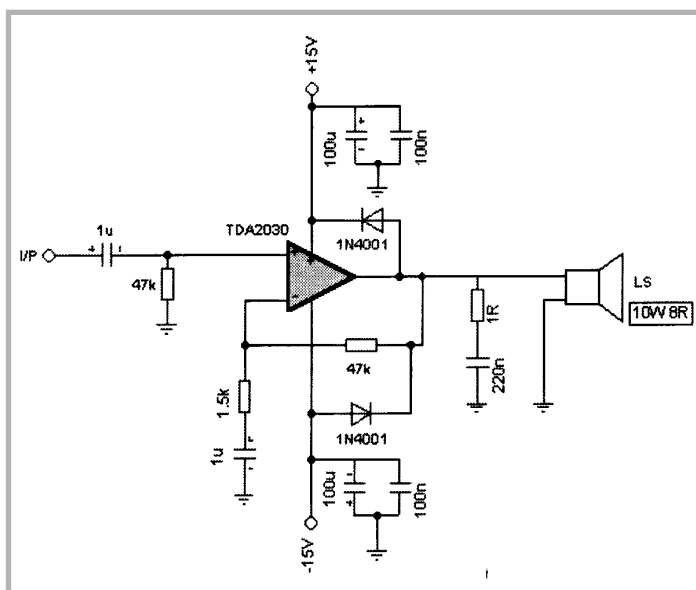 +15V
100u
100n
TDA2030
1N4001
1u
I/P
47k
LS
10W 8R
1R
47k
220n
1.5k
1N4001
1u
100u
100n
-15V